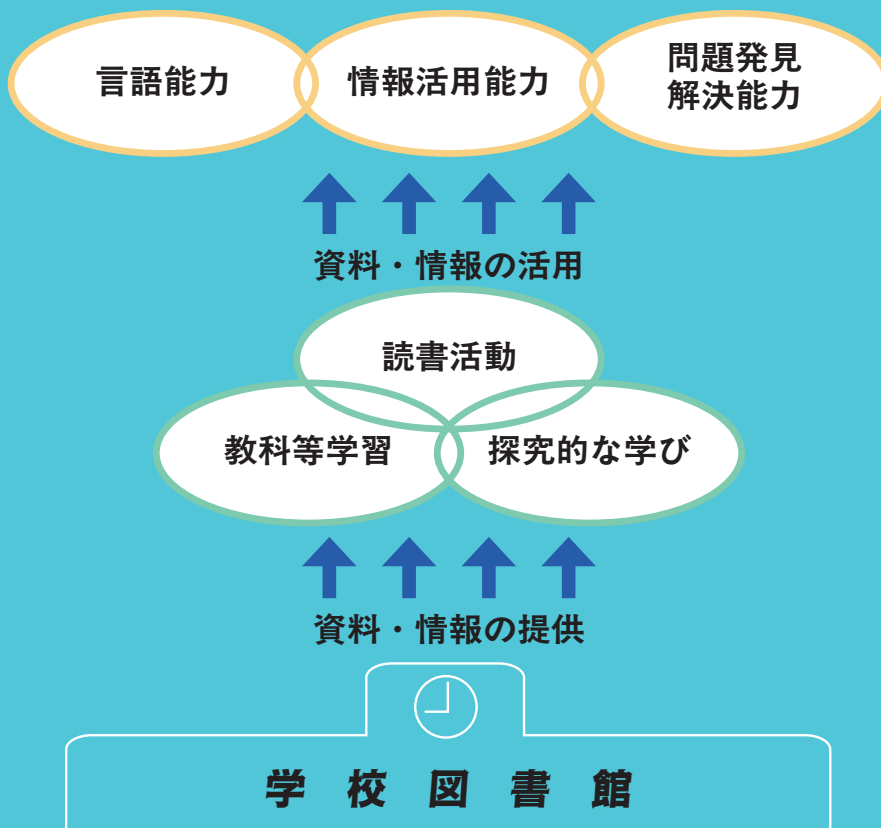 言語能力
情報活用能力
問題発見
解決能力
資料・情報の活用
読書活動
教科等学習
探究的な学び
資料・情報の提供
学校図書館